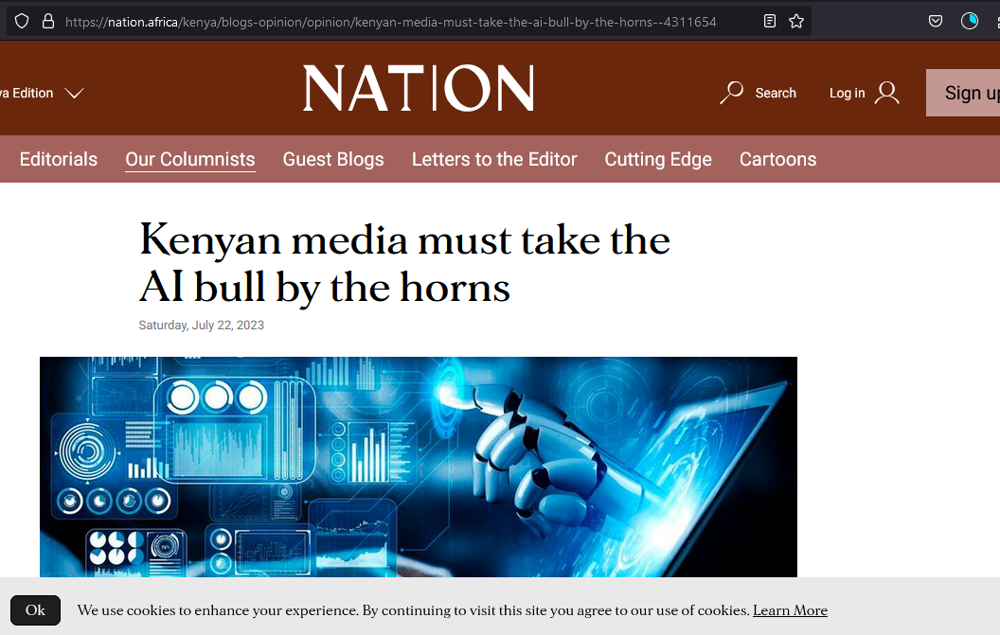 https://nation.africa/kenya/blogs-opinion/opinion/kenyan-media-must-take-the-ai-bull-by-the-horns--4311654
ya Edition
NATION
Search
Log in
Sign up
Editorials
Our Columnists
Guest Blogs
Letters to the Editor
Cutting Edge
Cartoons
Kenyan media must take the
AI bull by the horns
Saturday, July 22, 2023
Ok
We use cookies to enhance your experience. By continuing to visit this site you agree to our use of cookies. Learn More